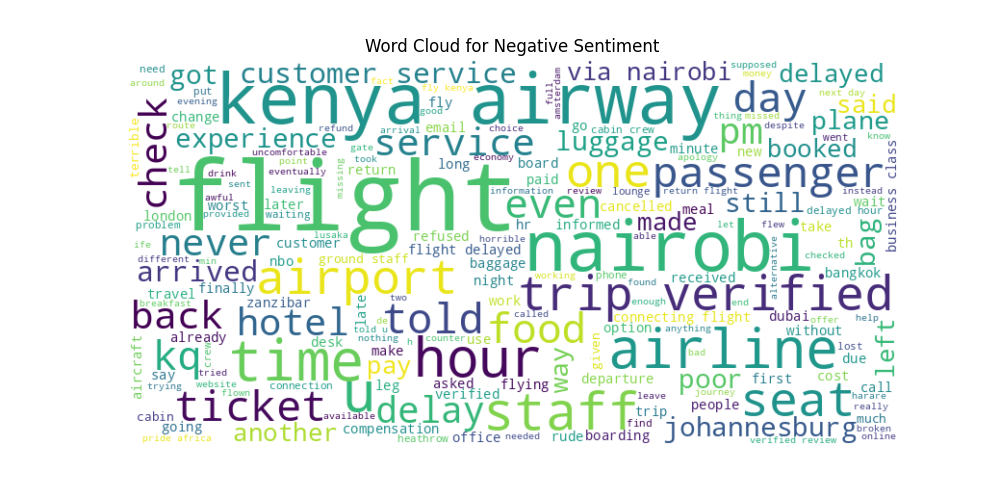 Word Cloud for Negative Sentiment
need got customer service via nairobi supposed delayed
around put fact fly kenya money
evening kenya airway full amsterdam day next day said
change fly good thing missed plane
check experience refund arrival email choice go cabin crew pm despite went know
terrible route service luggage minute new booked
uncomfortable gate long board apology
tell point took economy paid one passenger
drink eventually missing return information review lounge return flight instead business class
sent leaving flight even cancelled still delayed hour wait
awful worst later
london provided waiting hr informed meal made let flew take
problem lusaka refused horrible able
never customer flight delayed nairobi th bag
ife nbo ground staff baggage checked
different min airport night working phone received alternative bangkok
arrived finally found
travel zanzibar two work enough end trip verified
breakfast late de called connecting flight dubai offer help
back hotel told u told food option anything without left
already nothing h counter use given airline due lost
aircraft crew desk make way bad
say kq tried time pay asked flying departure poor first cost call harare
trying website connection leg verified journey really
flown u leave people seat much
ticket available delay staff trip find broken
cabin going another compensation office needed rude boarding johannesburg online
pride africa heathrow verified review